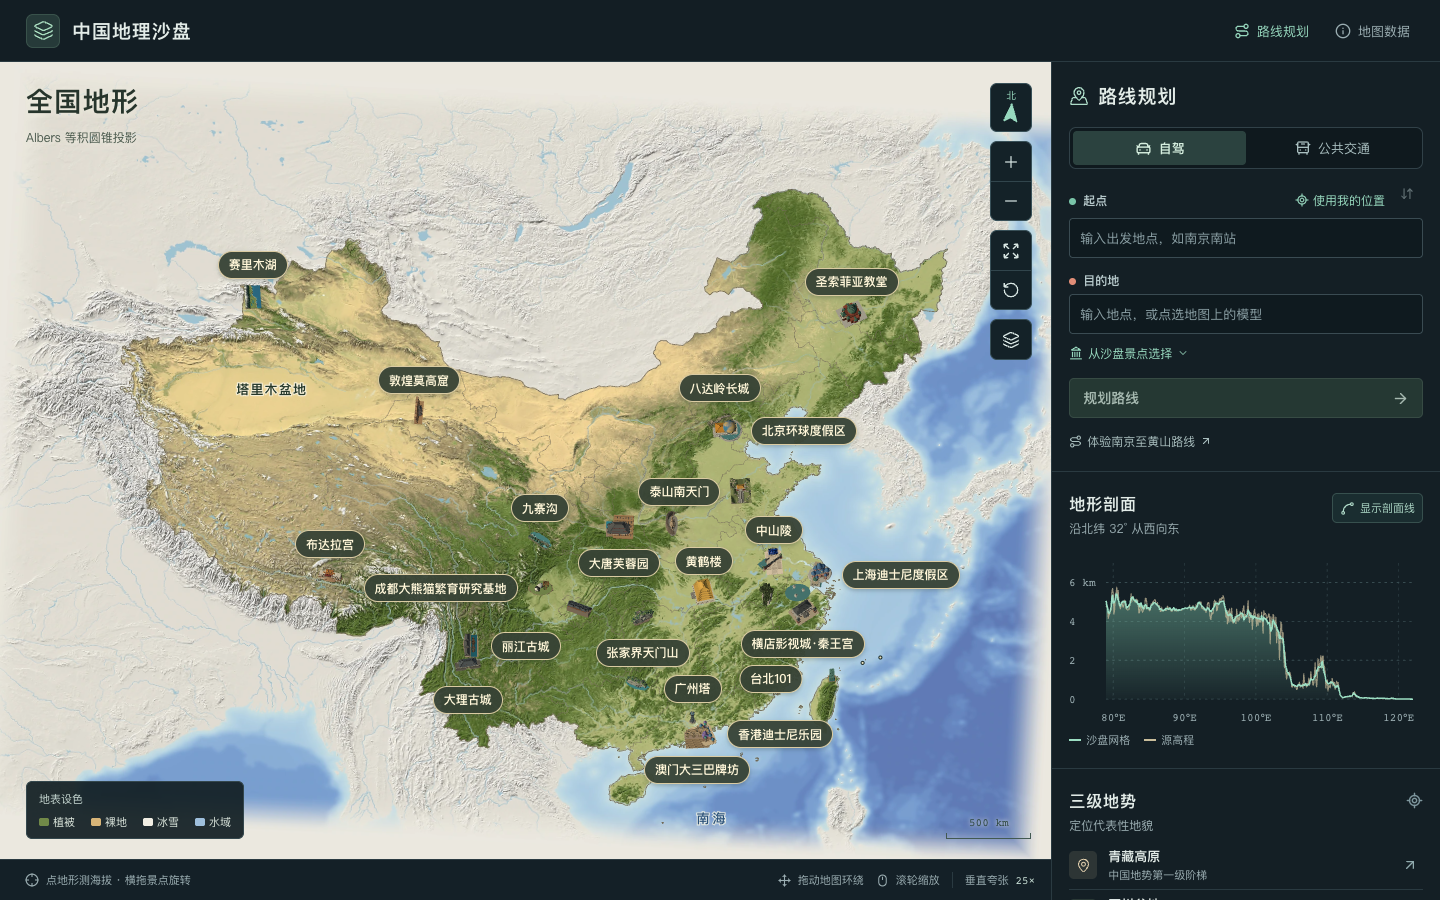 中国地理沙盘
路线规划
地图数据
全国地形
Albers 等积圆锥投影
北
赛里木湖
圣索菲亚教堂
敦煌莫高窟
塔里木盆地
八达岭长城
北京环球度假区
泰山南天门
九寨沟
中山陵
布达拉宫
大唐芙蓉园
黄鹤楼
上海迪士尼度假区
成都大熊猫繁育研究基地
丽江古城
张家界天门山
横店影视城·秦王宫
台北101
大理古城
广州塔
香港迪士尼乐园
澳门大三巴牌坊
南海
500 km
地表设色
植被
裸地
冰雪
水域
点地形测海拔 · 横拖景点旋转
拖动地图环绕
滚轮缩放
垂直夸张 25×
路线规划
自驾
公共交通
起点
使用我的位置
输入出发地点，如南京南站
目的地
输入地点，或点选地图上的模型
从沙盘景点选择
规划路线
体验南京至黄山路线
地形剖面
显示剖面线
沿北纬 32° 从西向东
6 km
4
2
0
80°E 90°E 100°E 110°E 120°E
沙盘网格
源高程
三级地势
定位代表性地貌
青藏高原
中国地势第一级阶梯